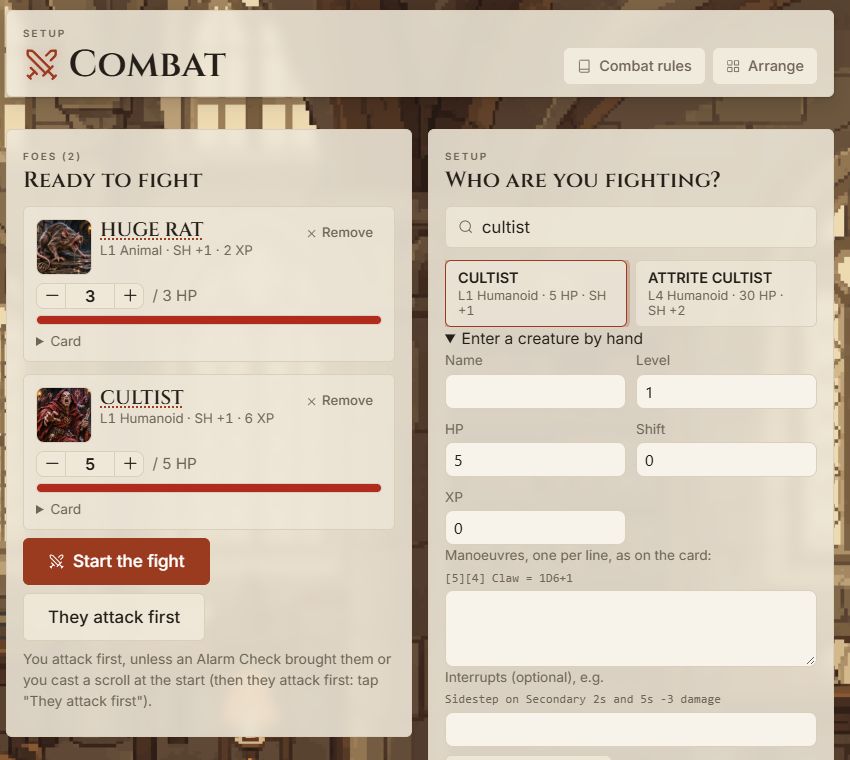 SETUP
Combat
Combat rules
Arrange
FOES (2)
Ready to fight
HUGE RAT
L1 Animal · SH +1 · 2 XP
× Remove
− 3 + / 3 HP
Card
CULTIST
L1 Humanoid · SH +1 · 6 XP
× Remove
− 5 + / 5 HP
Card
Start the fight
They attack first
You attack first, unless an Alarm Check brought them or
you cast a scroll at the start (then they attack first: tap
"They attack first").
SETUP
Who are you fighting?
cultist
CULTIST
L1 Humanoid · 5 HP · SH
+1
ATTRITE CULTIST
L4 Humanoid · 30 HP ·
SH +2
Enter a creature by hand
Name
Level
1
HP
Shift
5
0
XP
0
Manoeuvres, one per line, as on the card:
[5][4] Claw = 1D6+1
Interrupts (optional), e.g.
Sidestep on Secondary 2s and 5s -3 damage